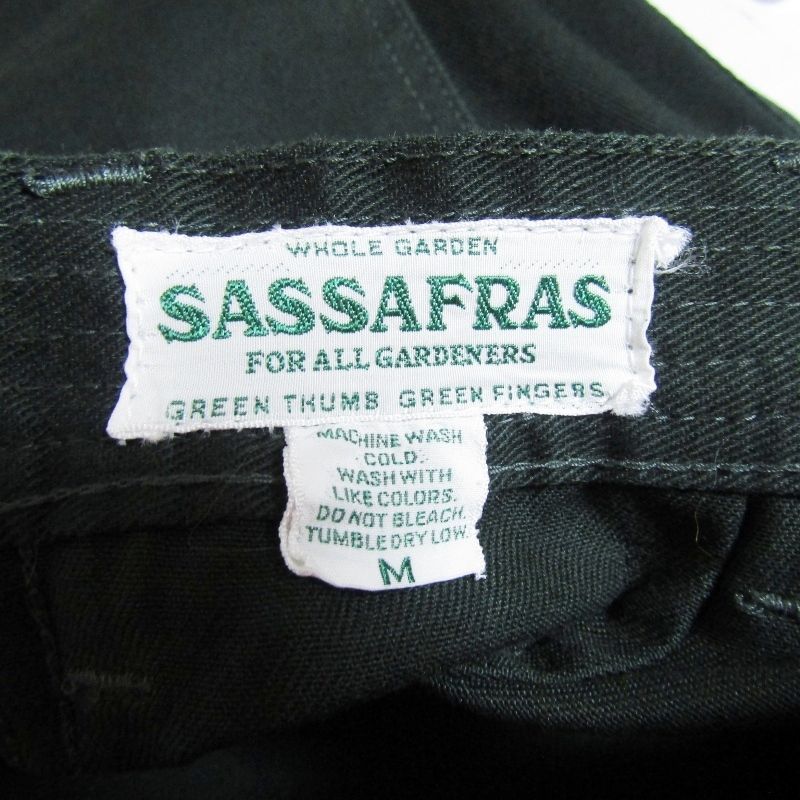 WHOLE GARDEN
SASSAFRAS
FOR ALL GARDENERS
GREEN THUMB GREEN FINGERS
MACHINE WASH
COLD.
WASH WITH
LIKE COLORS.
DO NOT BLEACH.
TUMBLE DRY LOW.
M